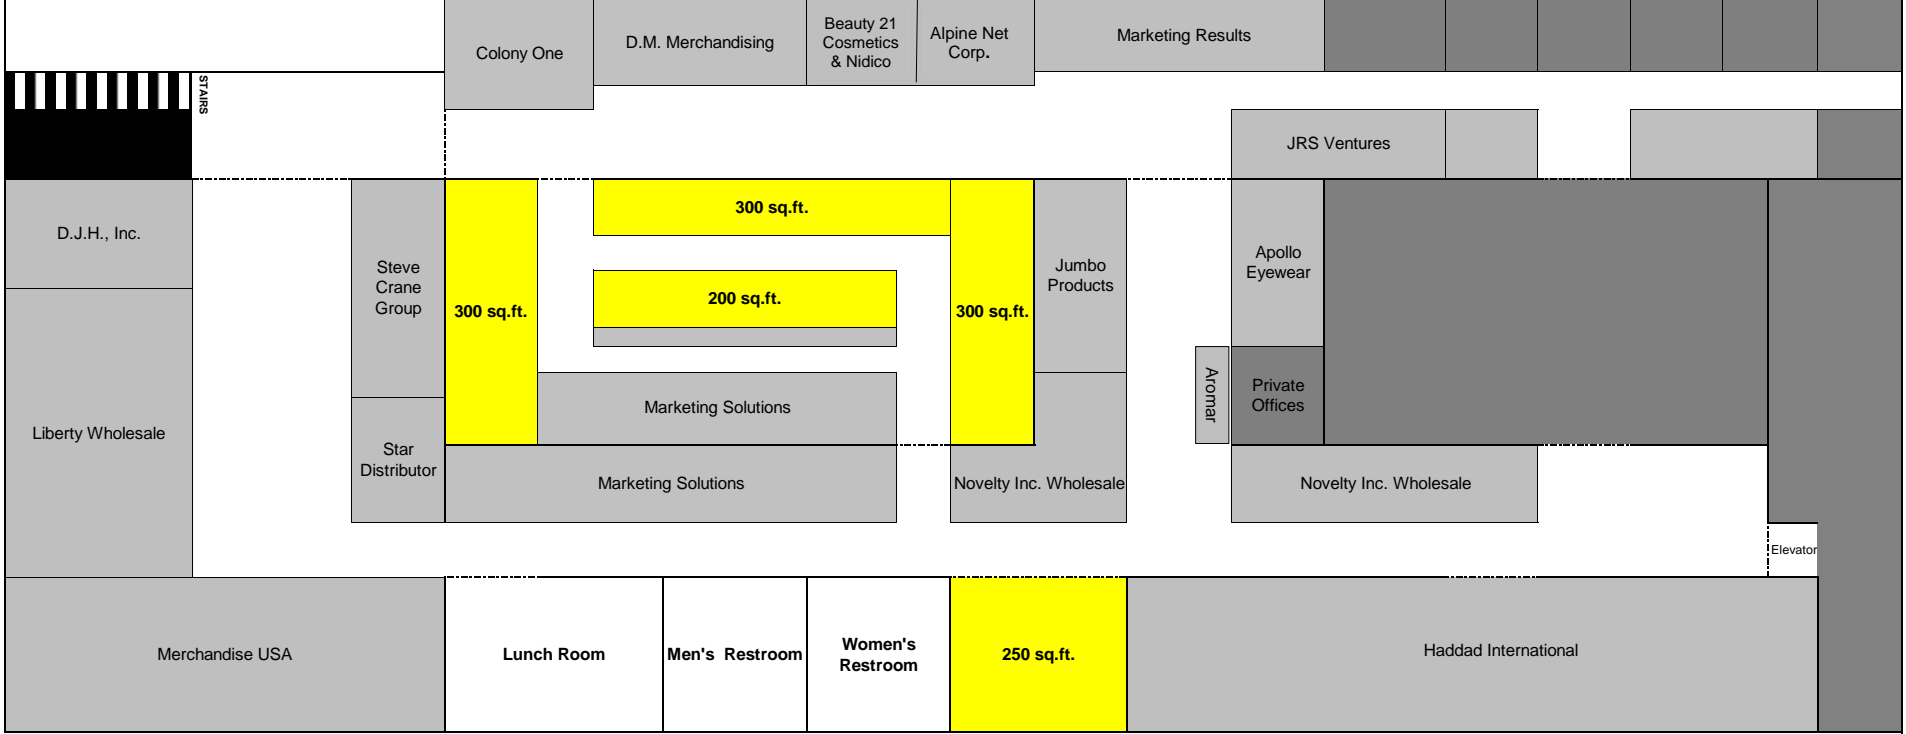 Colony One
D.M. Merchandising
Beauty 21
Cosmetics
& Nidico
Alpine Net
Corp.
Marketing Results
STAIRS
JRS Ventures
D.J.H., Inc.
Steve
Crane
Group
300 sq.ft.
300 sq.ft.
200 sq.ft.
300 sq.ft.
Jumbo
Products
Apollo
Eyewear
Aromar
Private
Offices
Marketing Solutions
Liberty Wholesale
Star
Distributor
Marketing Solutions
Novelty Inc. Wholesale
Novelty Inc. Wholesale
Elevator
Merchandise USA
Lunch Room
Men's Restroom
Women's
Restroom
250 sq.ft.
Haddad International